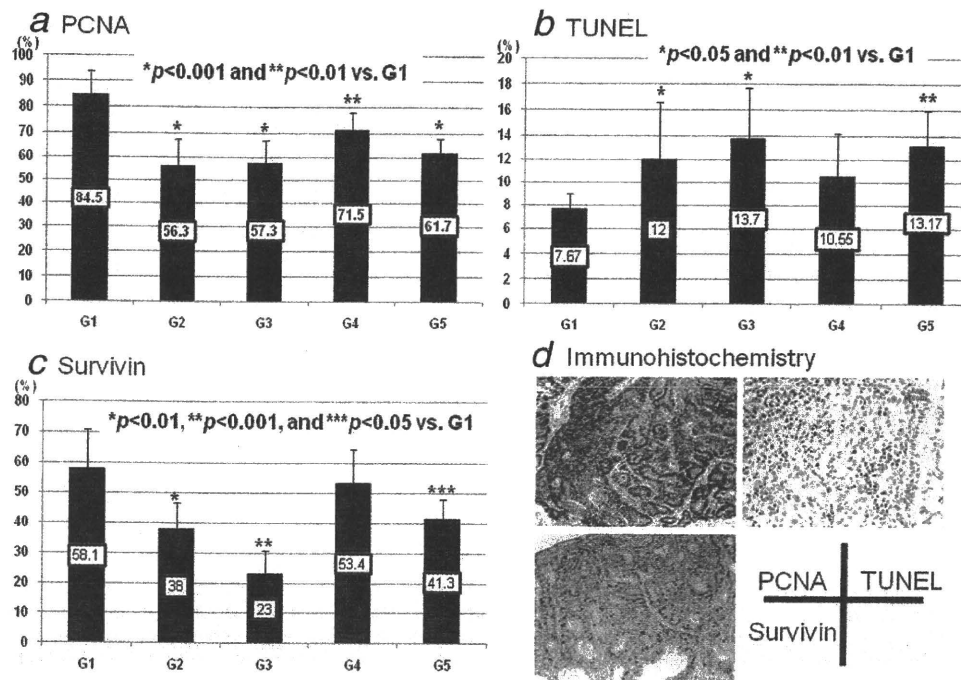 a PCNA
(%)
*p<0.001 and **p<0.01 vs. G1
100
90
80
70
60
50
40
30
20
10
0
* * ** *
84.5 56.3 57.3 71.5 61.7
G1 G2 G3 G4 G5
b TUNEL
(%)
*p<0.05 and **p<0.01 vs. G1
20
18
16
14
12
10
8
6
4
2
0
* * **
7.67 12 13.7 10.55 13.17
G1 G2 G3 G4 G5
c Survivin
(%)
*p<0.01, **p<0.001, and ***p<0.05 vs. G1
80
70
60
50
40
30
20
10
0
* ** ***
58.1 38 23 53.4 41.3
G1 G2 G3 G4 G5
d Immunohistochemistry
PCNA TUNEL
Survivin